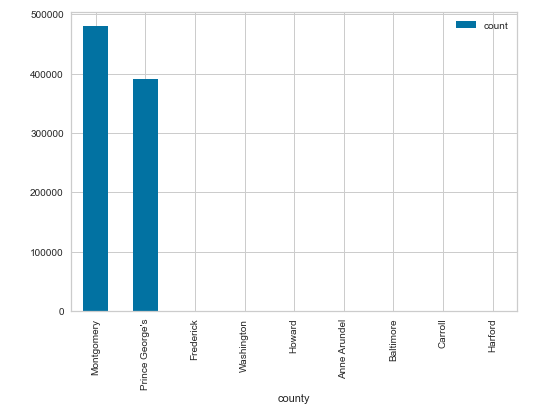 500000
400000
300000
200000
100000
0
count
Montgomery
Prince George's
Frederick
Washington
Howard
Anne Arundel
Baltimore
Carroll
Harford
county